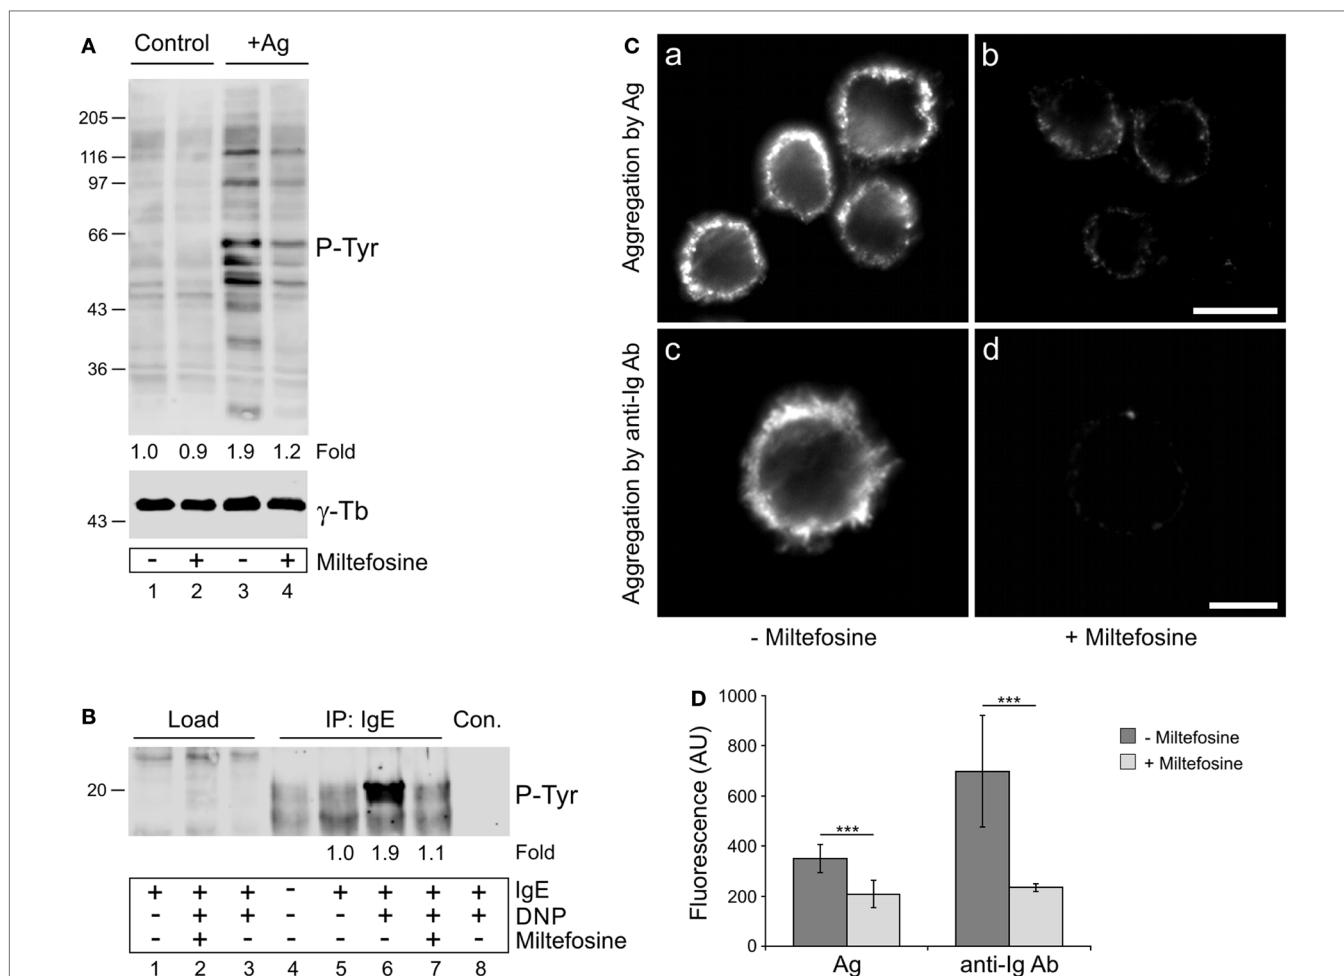 A
Control +Ag
205
116
97
66
P-Tyr
43
36
1.0 0.9 1.9 1.2 Fold
γ-Tb
43
- + - + Miltefosine
1 2 3 4
B
Load IP: IgE Con.
20
P-Tyr
1.0 1.9 1.1 Fold
+ + + - + + + + IgE
- + + - - + + + DNP
- + - - - - + - Miltefosine
1 2 3 4 5 6 7 8
C
Aggregation by Ag
a b
Aggregation by anti-Ig Ab
c d
- Miltefosine + Miltefosine
D
Fluorescence (AU)
1000
800
600
400
200
0
***
***
- Miltefosine
+ Miltefosine
Ag anti-Ig Ab